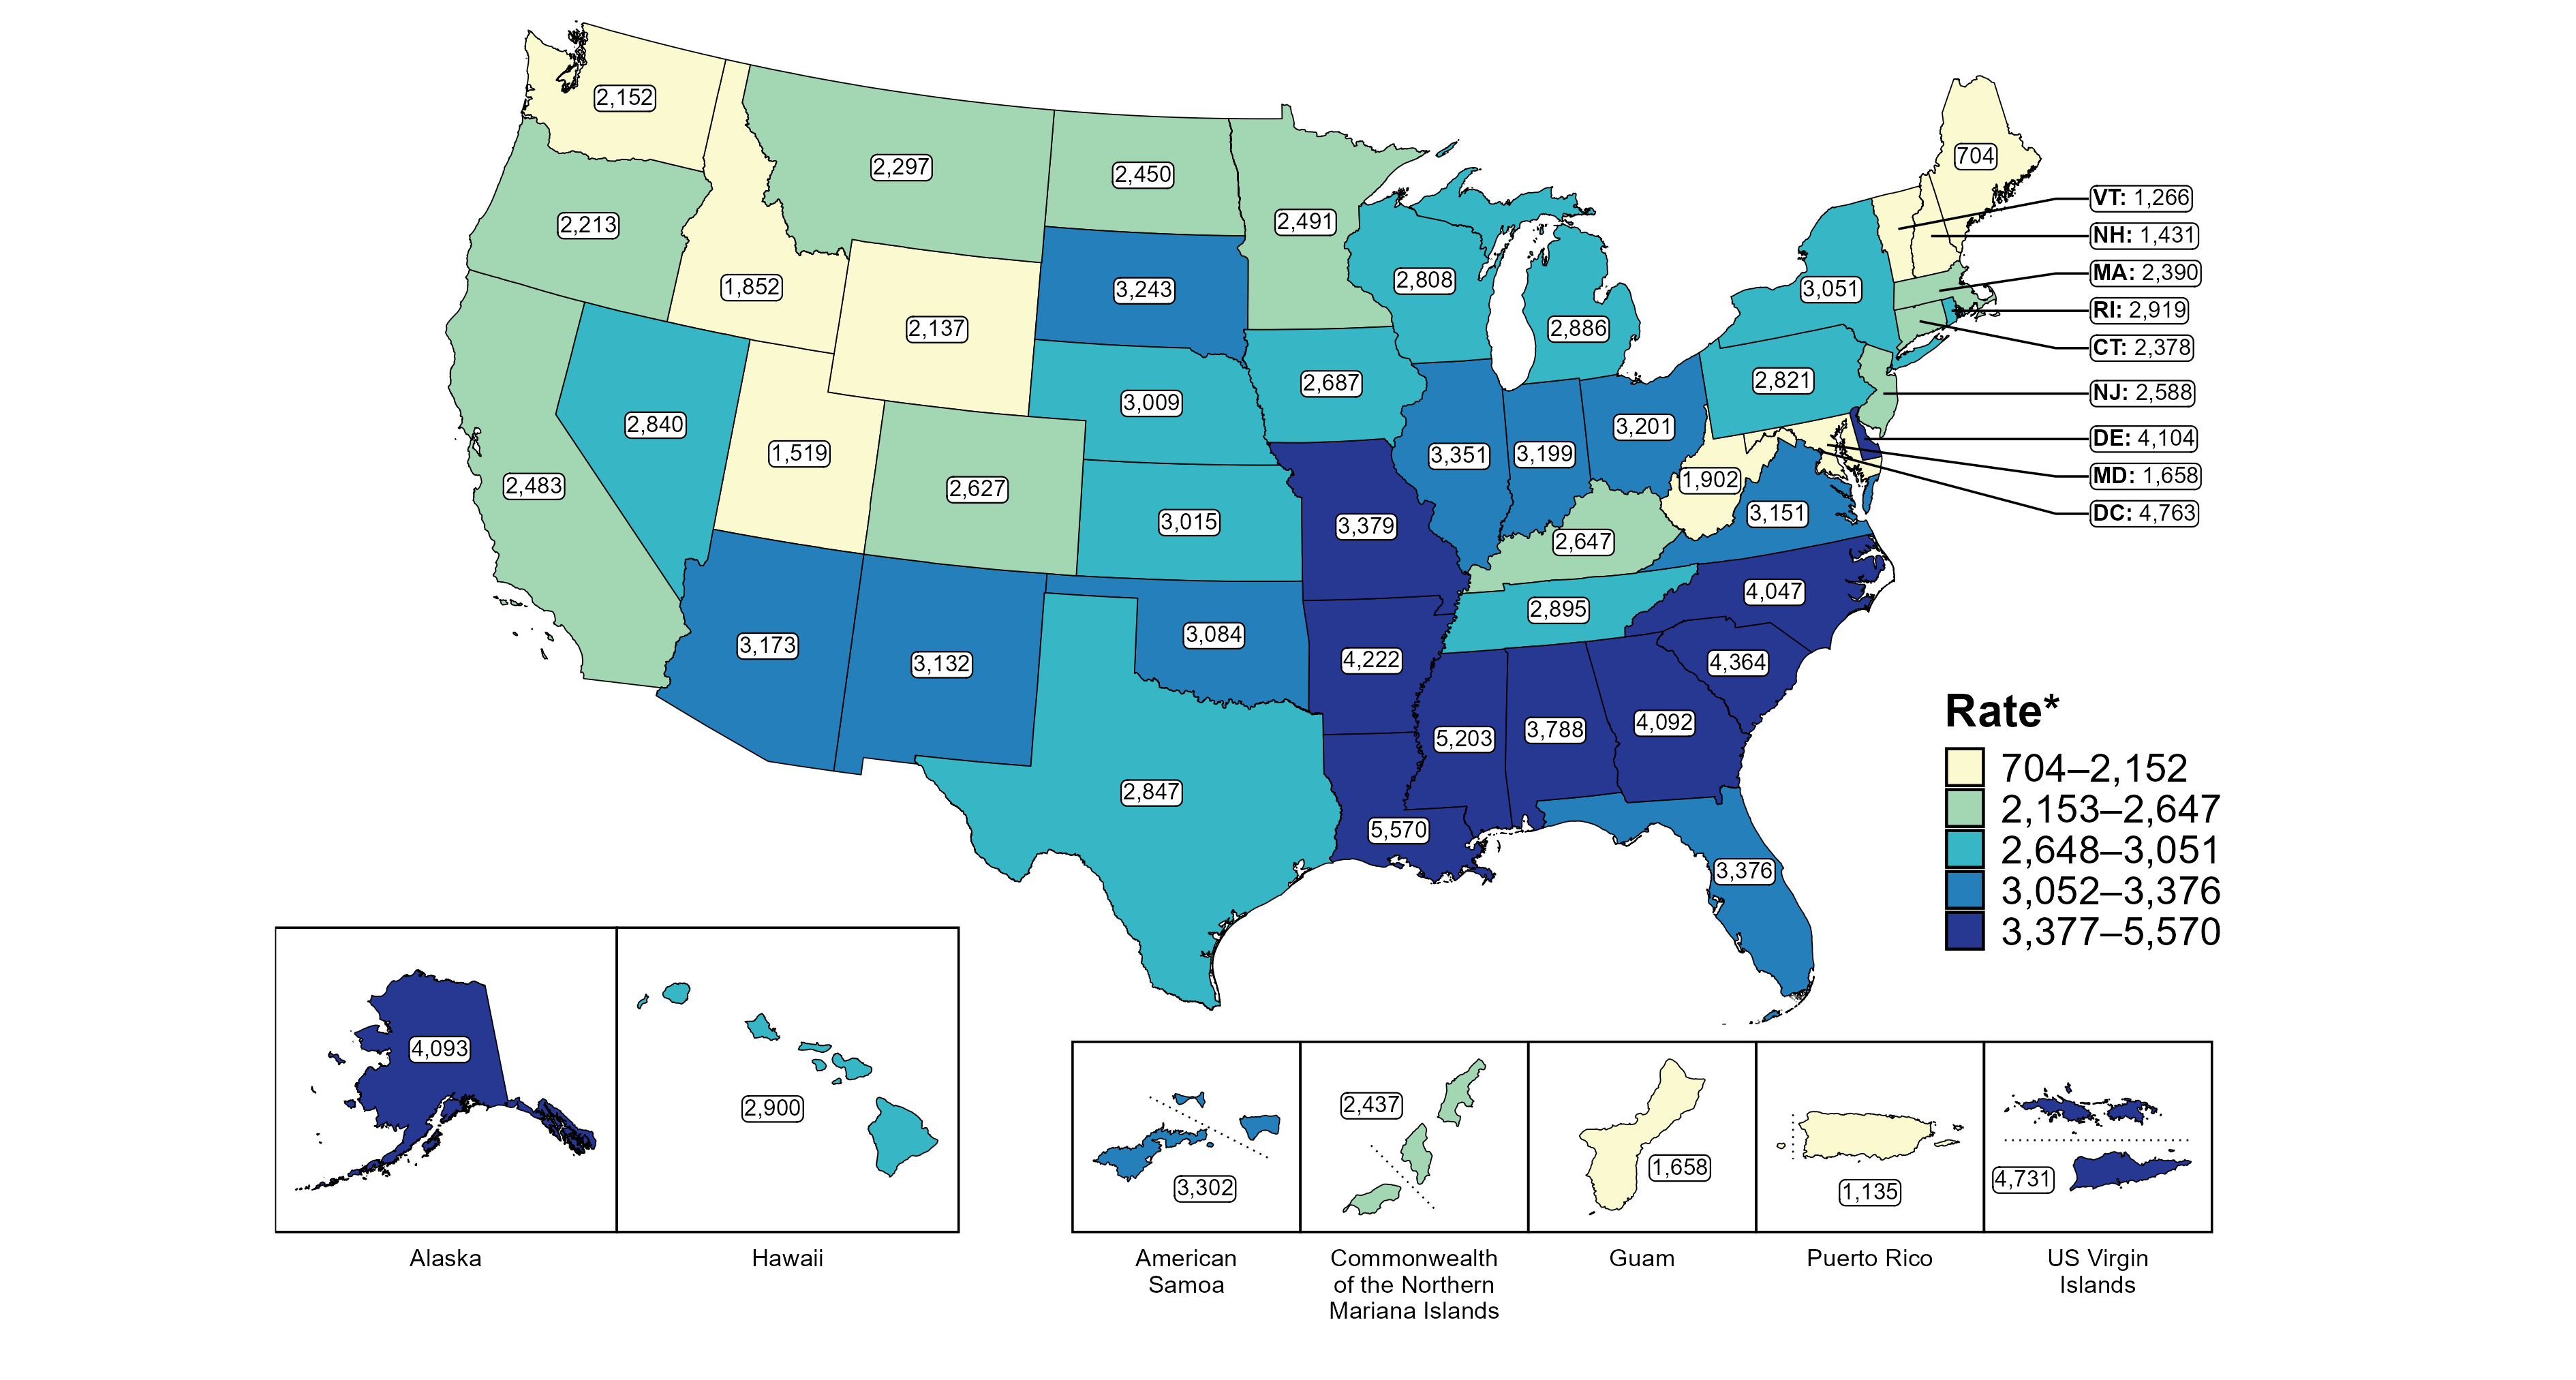 2,152
704
2,297
2,450
VT: 1,266
2,213
2,491
NH: 1,431
MA: 2,390
1,852
3,243
2,808
3,051
RI: 2,919
2,137
2,886
CT: 2,378
2,687
2,821
NJ: 2,588
3,009
2,840
3,201
DE: 4,104
1,519
3,351
3,199
MD: 1,658
2,483
2,627
1,902
DC: 4,763
3,015
3,379
3,151
2,647
4,047
2,895
3,173
3,084
3,132
4,222
4,364
5,203
3,788
4,092
2,847
5,570
3,376
Rate*
704–2,152
2,153–2,647
2,648–3,051
3,052–3,376
3,377–5,570
4,093
2,900
3,302
2,437
1,658
1,135
4,731
Alaska
Hawaii
American
Samoa
Commonwealth
of the Northern
Mariana Islands
Guam
Puerto Rico
US Virgin
Islands